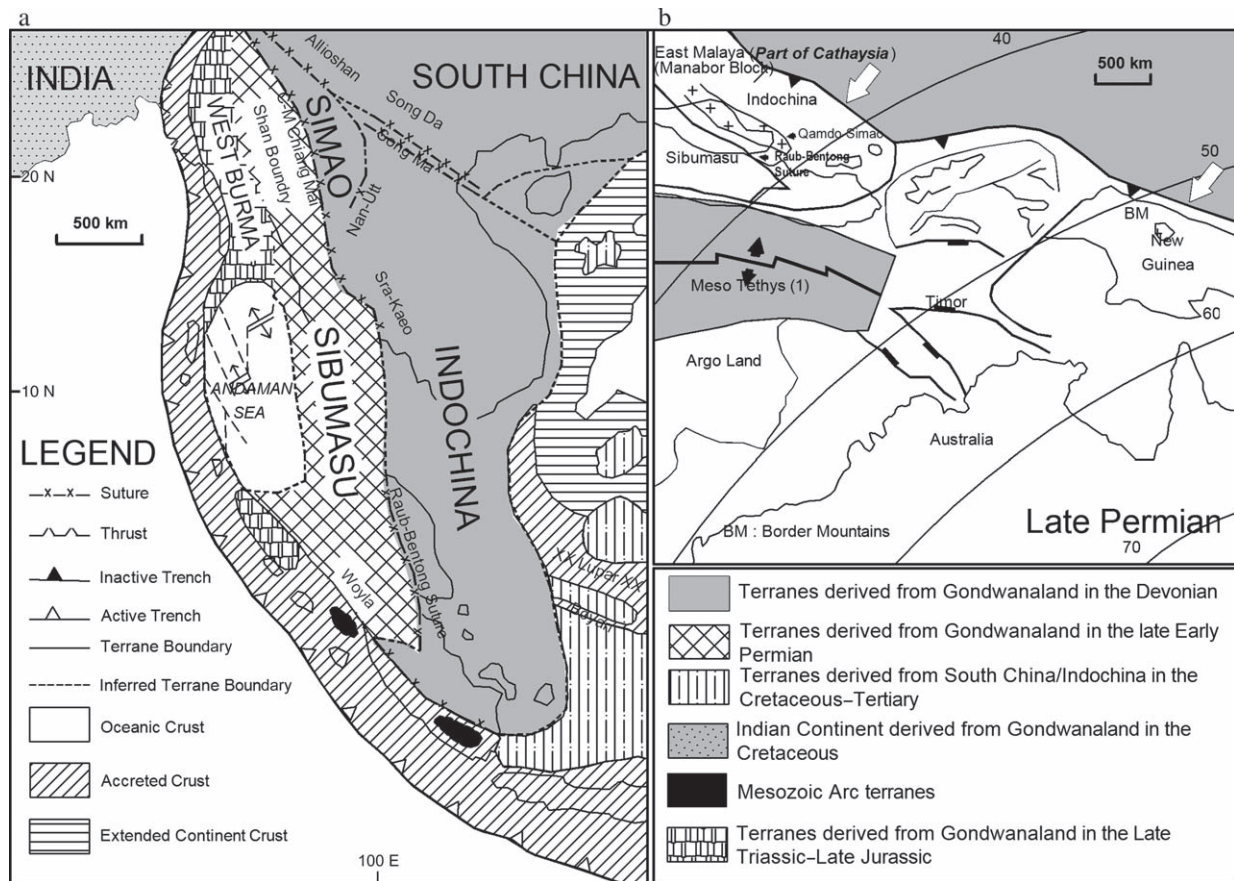 a
INDIA
SOUTH CHINA
Allioshan
Song Da
Song Ma
SIMAO
WEST BURMA
Shan Boundry
C-M Chiang Mai
Nan-Utt
20 N
500 km
Sra-Kaeo
SIBUMASU
INDOCHINA
ANDAMAN
SEA
10 N
Raub-Bentong Suture
Woyla
XX Lupar XX
Boyan
100 E
LEGEND
Suture
Thrust
Inactive Trench
Active Trench
Terrane Boundary
Inferred Terrane Boundary
Oceanic Crust
Accreted Crust
Extended Continent Crust
b
East Malaya (Part of Cathaysia)
(Manabor Block)
40
500 km
Indochina
Qamdo-Simao
Sibumasu
Raub-Bentong
Suture
50
BM
New
Guinea
Meso Tethys (1)
Timor
60
Argo Land
Australia
BM : Border Mountains
Late Permian
70
Terranes derived from Gondwanaland in the Devonian
Terranes derived from Gondwanaland in the late Early
Permian
Terranes derived from South China/Indochina in the
Cretaceous–Tertiary
Indian Continent derived from Gondwanaland in the
Cretaceous
Mesozoic Arc terranes
Terranes derived from Gondwanaland in the Late
Triassic–Late Jurassic